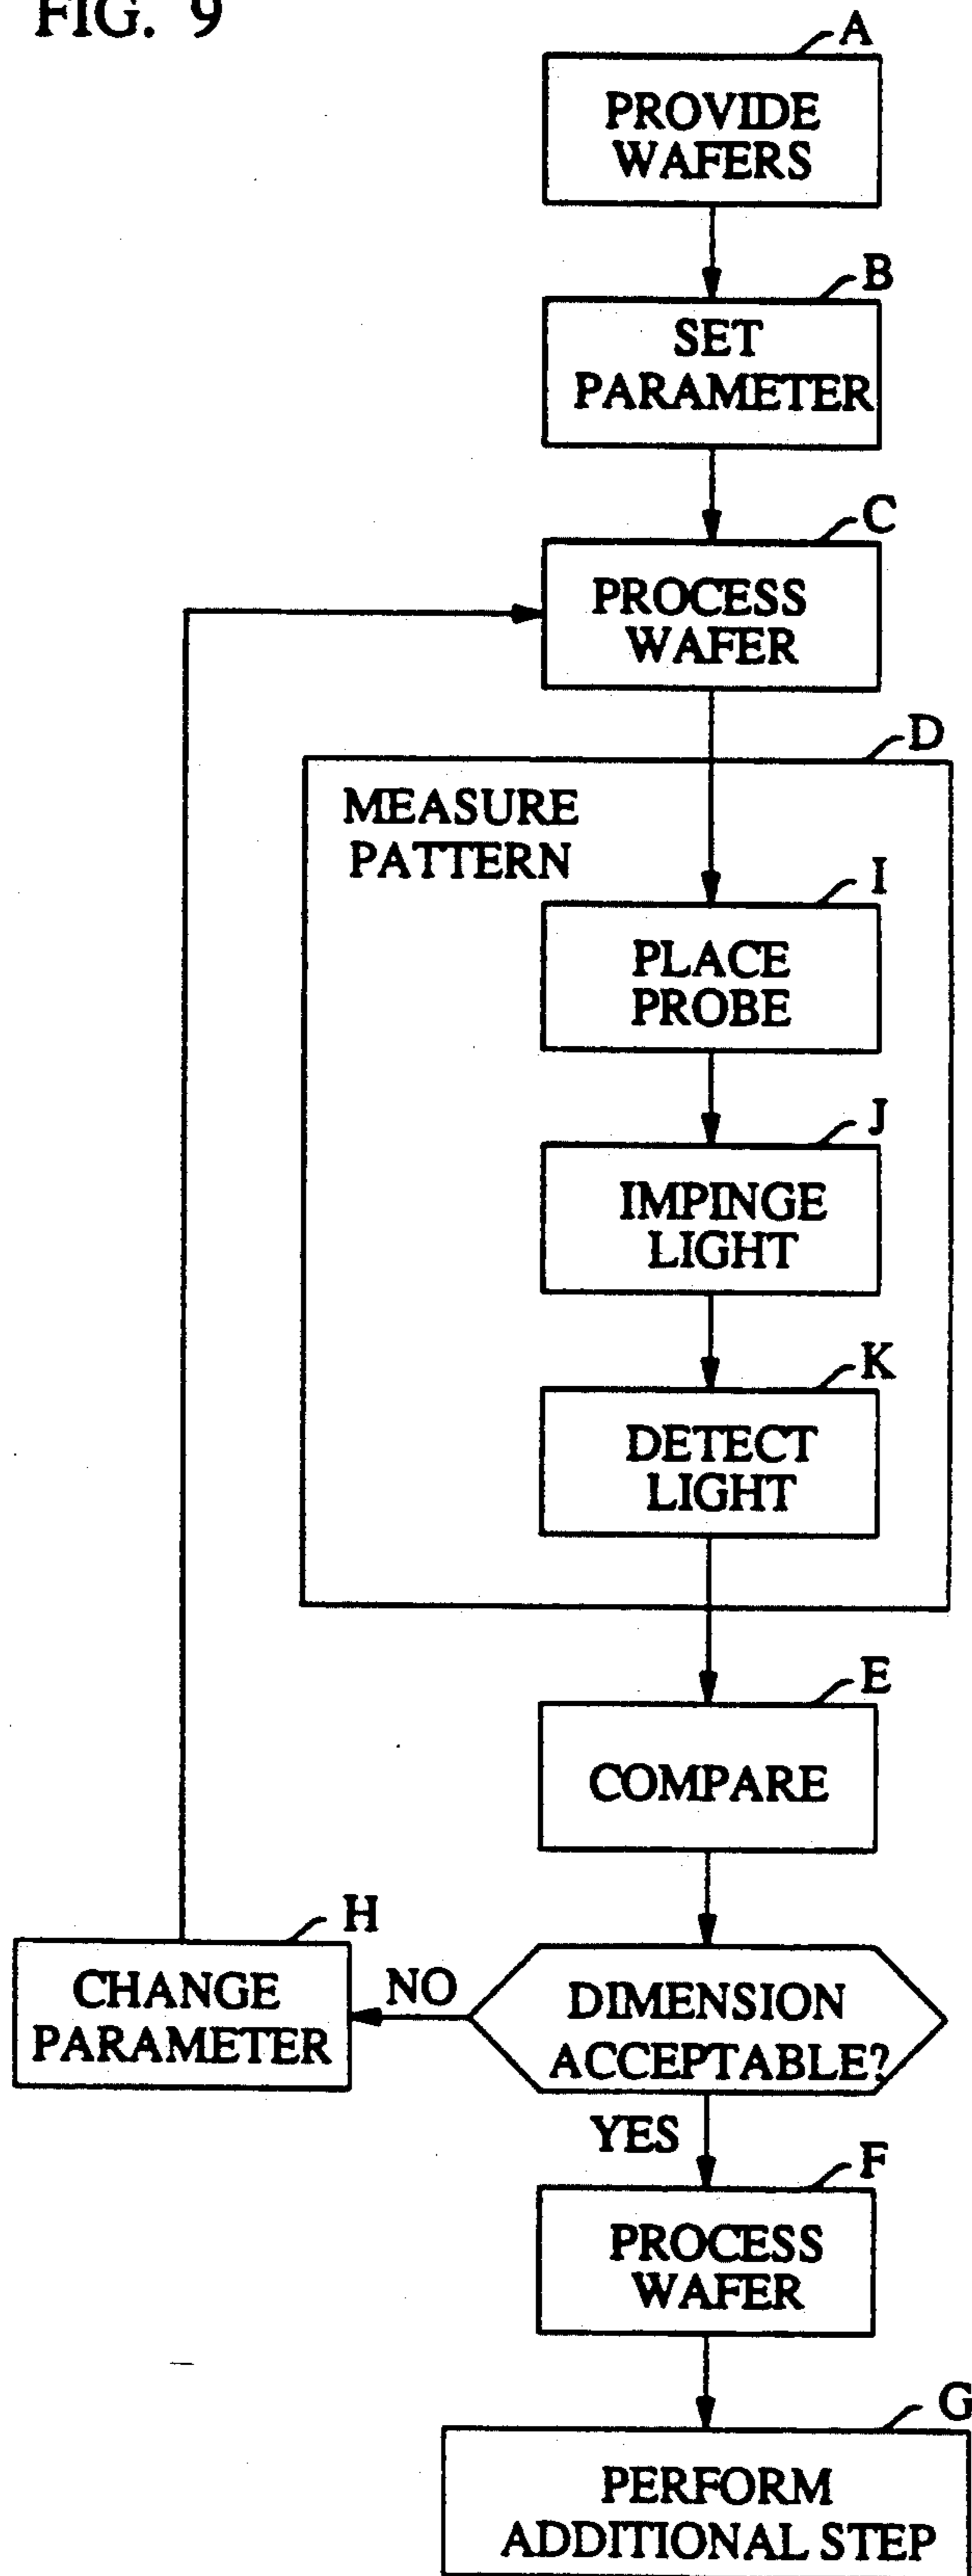 FIG. 9
A
PROVIDE
WAFERS
B
SET
PARAMETER
C
PROCESS
WAFER
D
MEASURE
PATTERN
I
PLACE
PROBE
J
IMPINGE
LIGHT
K
DETECT
LIGHT
E
COMPARE
H
CHANGE
PARAMETER
NO
DIMENSION
ACCEPTABLE?
YES
F
PROCESS
WAFER
G
PERFORM
ADDITIONAL STEP